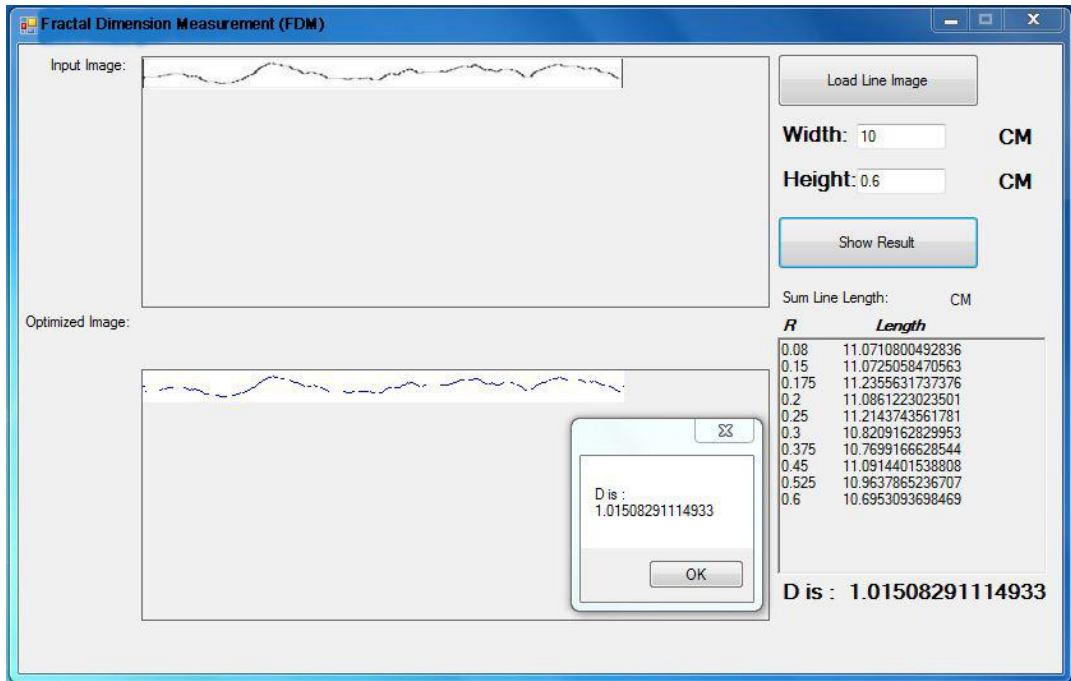 Fractal Dimension Measurement (FDM)
Input Image:
Load Line Image
Width: 10 CM
Height: 0.6 CM
Show Result
Sum Line Length: CM
Optimized Image:
R Length
0.08 11.0710800492836
0.15 11.0725058470563
0.175 11.2355631737376
0.2 11.0861223023501
0.25 11.2143743561781
0.3 10.8209162829953
0.375 10.7699166628544
0.45 11.0914401538808
0.525 10.9637865236707
0.6 10.6953093698469
D is :
1.01508291114933
OK
D is : 1.01508291114933